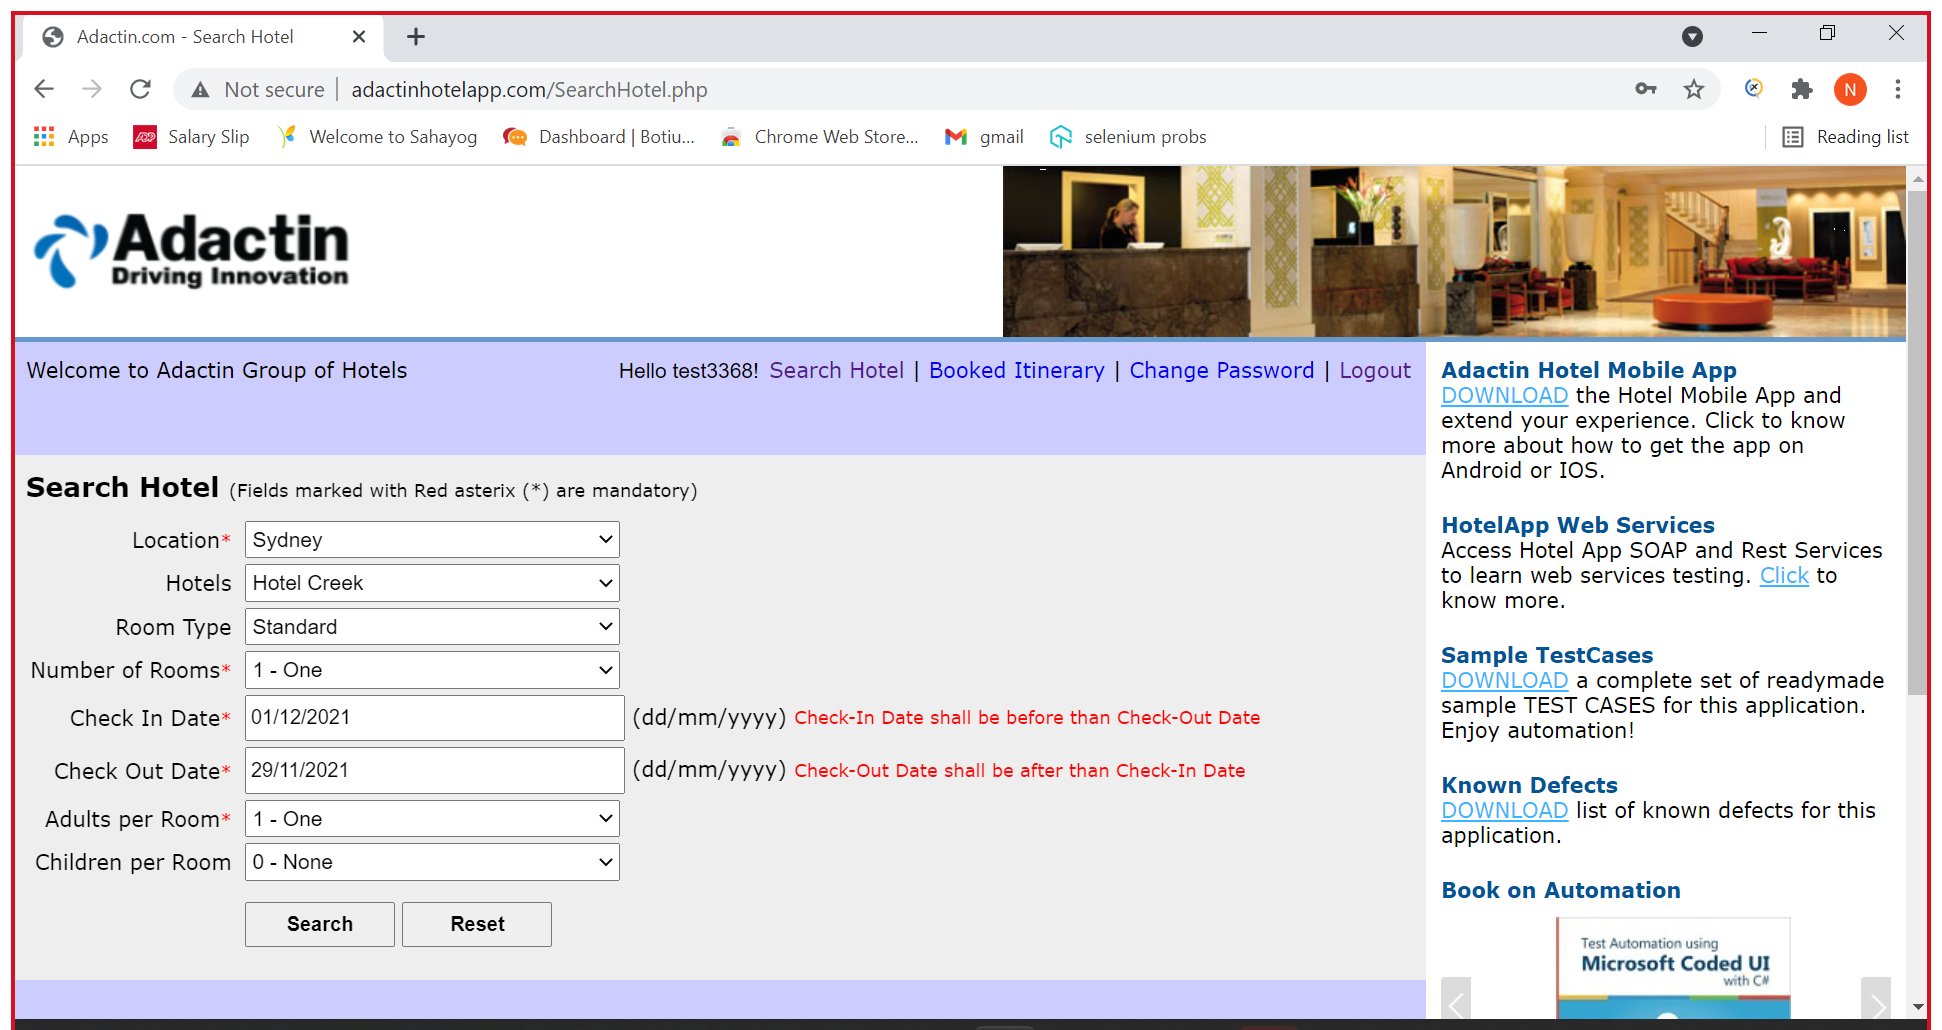 Adactin.com - Search Hotel
Not secure | adactinhotelapp.com/SearchHotel.php
N
Apps
ADP
Salary Slip
Welcome to Sahayog
Dashboard | Botiu...
Chrome Web Store...
gmail
selenium probs
Reading list
Adactin
Driving Innovation
Welcome to Adactin Group of Hotels
Hello test3368! Search Hotel | Booked Itinerary | Change Password | Logout
Search Hotel (Fields marked with Red asterix (*) are mandatory)
Location* Sydney
Hotels Hotel Creek
Room Type Standard
Number of Rooms* 1 - One
Check In Date* 01/12/2021 (dd/mm/yyyy) Check-In Date shall be before than Check-Out Date
Check Out Date* 29/11/2021 (dd/mm/yyyy) Check-Out Date shall be after than Check-In Date
Adults per Room* 1 - One
Children per Room 0 - None
Search Reset
Adactin Hotel Mobile App
DOWNLOAD the Hotel Mobile App and
extend your experience. Click to know
more about how to get the app on
Android or IOS.
HotelApp Web Services
Access Hotel App SOAP and Rest Services
to learn web services testing. Click to
know more.
Sample TestCases
DOWNLOAD a complete set of readymade
sample TEST CASES for this application.
Enjoy automation!
Known Defects
DOWNLOAD list of known defects for this
application.
Book on Automation
Test Automation using
Microsoft Coded UI
with C#